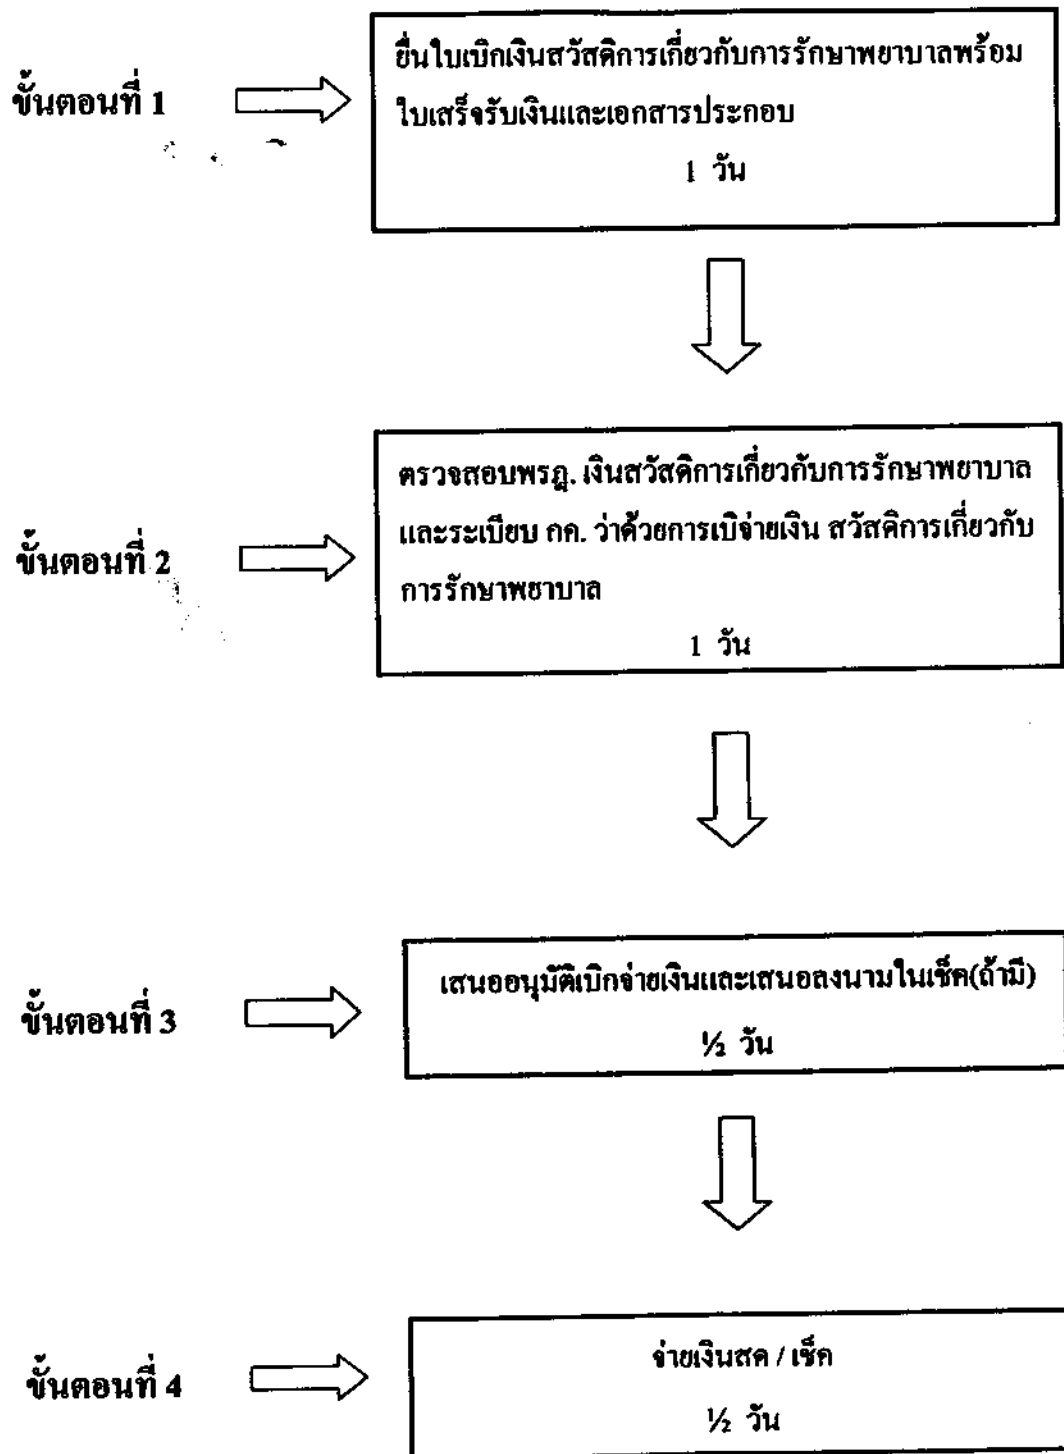 ขั้นตอนที่ 1
ยื่นใบเบิกเงินสวัสดิการเกี่ยวกับการรักษาพยาบาลพร้อม
ใบเสร็จรับเงินและเอกสารประกอบ
1 วัน
ขั้นตอนที่ 2
ตรวจสอบพรฎ. เงินสวัสดิการเกี่ยวกับการรักษาพยาบาล
และระเบียบ กค. ว่าด้วยการเบิจ่ายเงิน สวัสดิการเกี่ยวกับ
การรักษาพยาบาล
1 วัน
ขั้นตอนที่ 3
เสนออนุมัติเบิกจ่ายเงินและเสนอลงนามในเช็ค(ถ้ามี)
½ วัน
ขั้นตอนที่ 4
จ่ายเงินสด / เช็ค
½ วัน